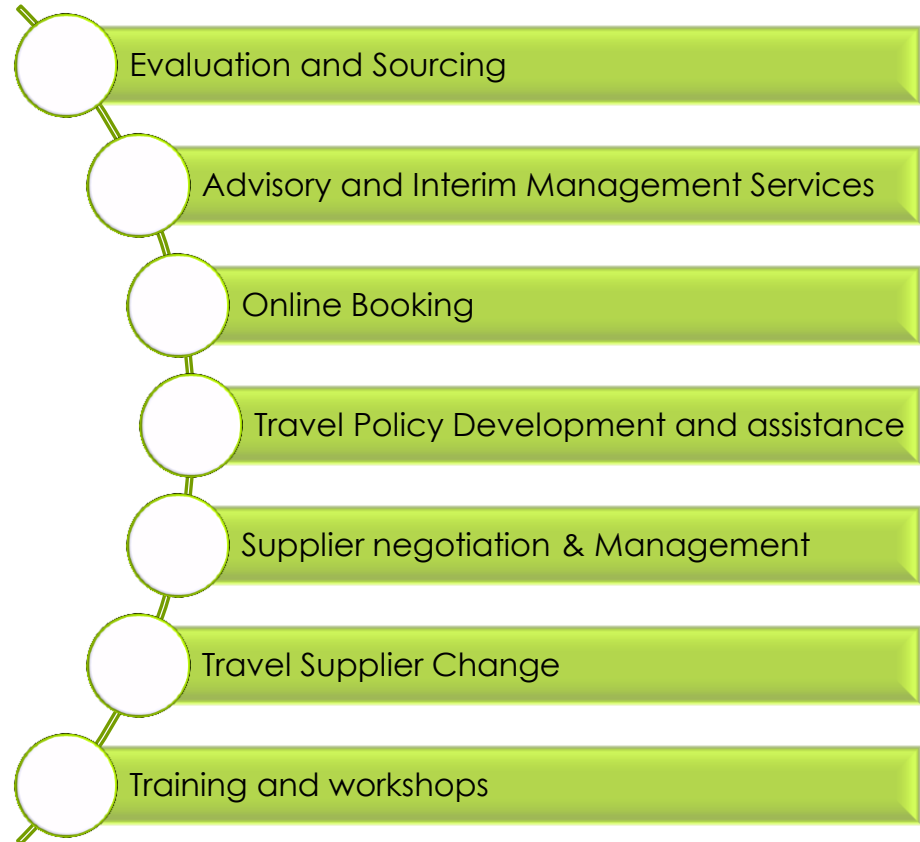 Evaluation and Sourcing
Advisory and Interim Management Services
Online Booking
Travel Policy Development and assistance
Supplier negotiation & Management
Travel Supplier Change
Training and workshops